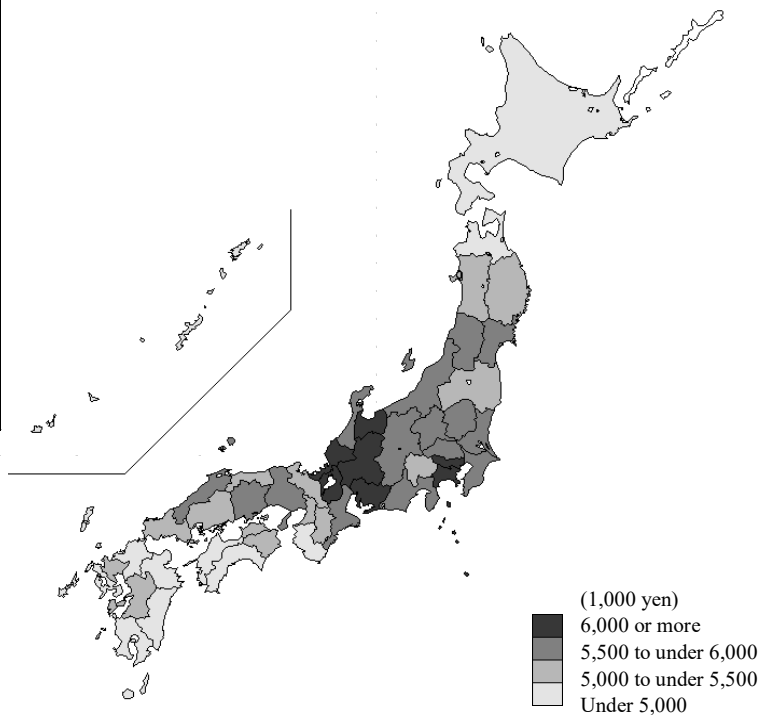 (1,000 yen)
6,000 or more
5,500 to under 6,000
5,000 to under 5,500
Under 5,000